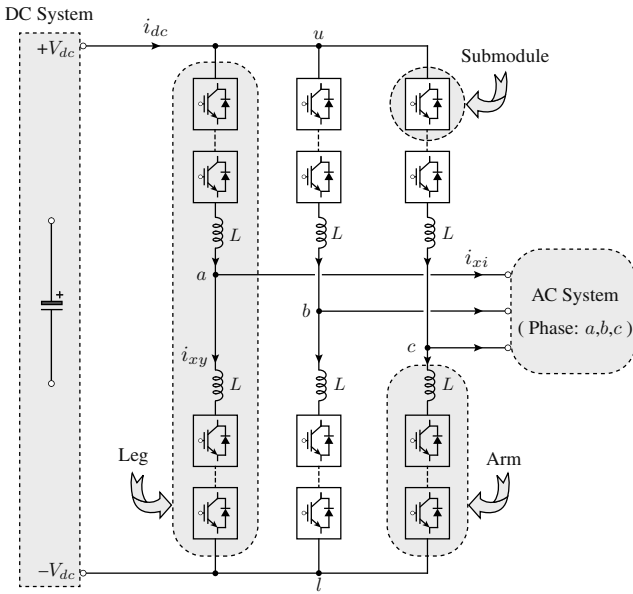 DC System
+V_dc
i_dc
u
Submodule
L
L
L
a
i_xi
AC System
( Phase: a,b,c )
b
c
i_xy
L
L
L
+
Leg
Arm
−V_dc
l